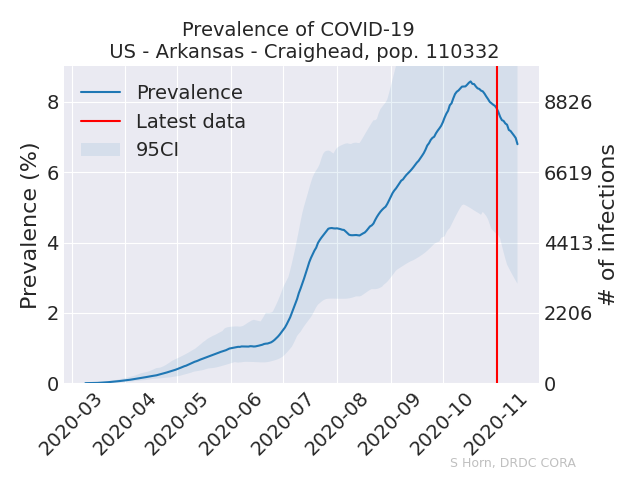 Prevalence of COVID-19
US - Arkansas - Craighead, pop. 110332
Prevalence
Latest data
95CI
Prevalence (%)
8
6
4
2
0
8826
6619
4413
2206
0
# of infections
2020-03
2020-04
2020-05
2020-06
2020-07
2020-08
2020-09
2020-10
2020-11
S Horn, DRDC CORA